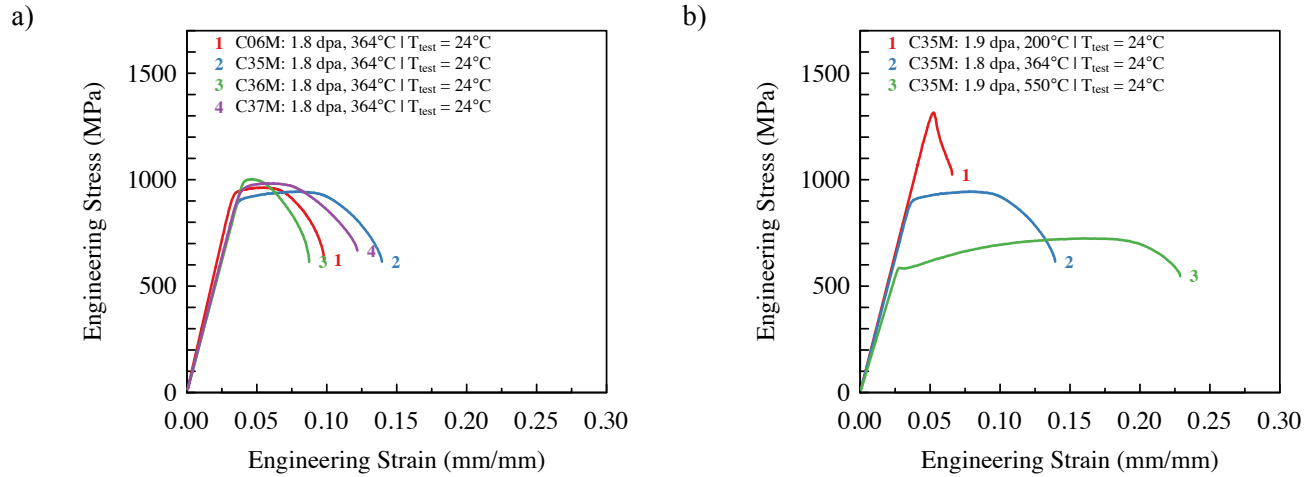 a)
1 C06M: 1.8 dpa, 364°C | T_test = 24°C
2 C35M: 1.8 dpa, 364°C | T_test = 24°C
3 C36M: 1.8 dpa, 364°C | T_test = 24°C
4 C37M: 1.8 dpa, 364°C | T_test = 24°C
1500
1000
500
0
Engineering Stress (MPa)
3 1 4 2
0.00 0.05 0.10 0.15 0.20 0.25 0.30
Engineering Strain (mm/mm)
b)
1 C35M: 1.9 dpa, 200°C | T_test = 24°C
2 C35M: 1.8 dpa, 364°C | T_test = 24°C
3 C35M: 1.9 dpa, 550°C | T_test = 24°C
1500
1000
500
0
Engineering Stress (MPa)
1
2
3
0.00 0.05 0.10 0.15 0.20 0.25 0.30
Engineering Strain (mm/mm)